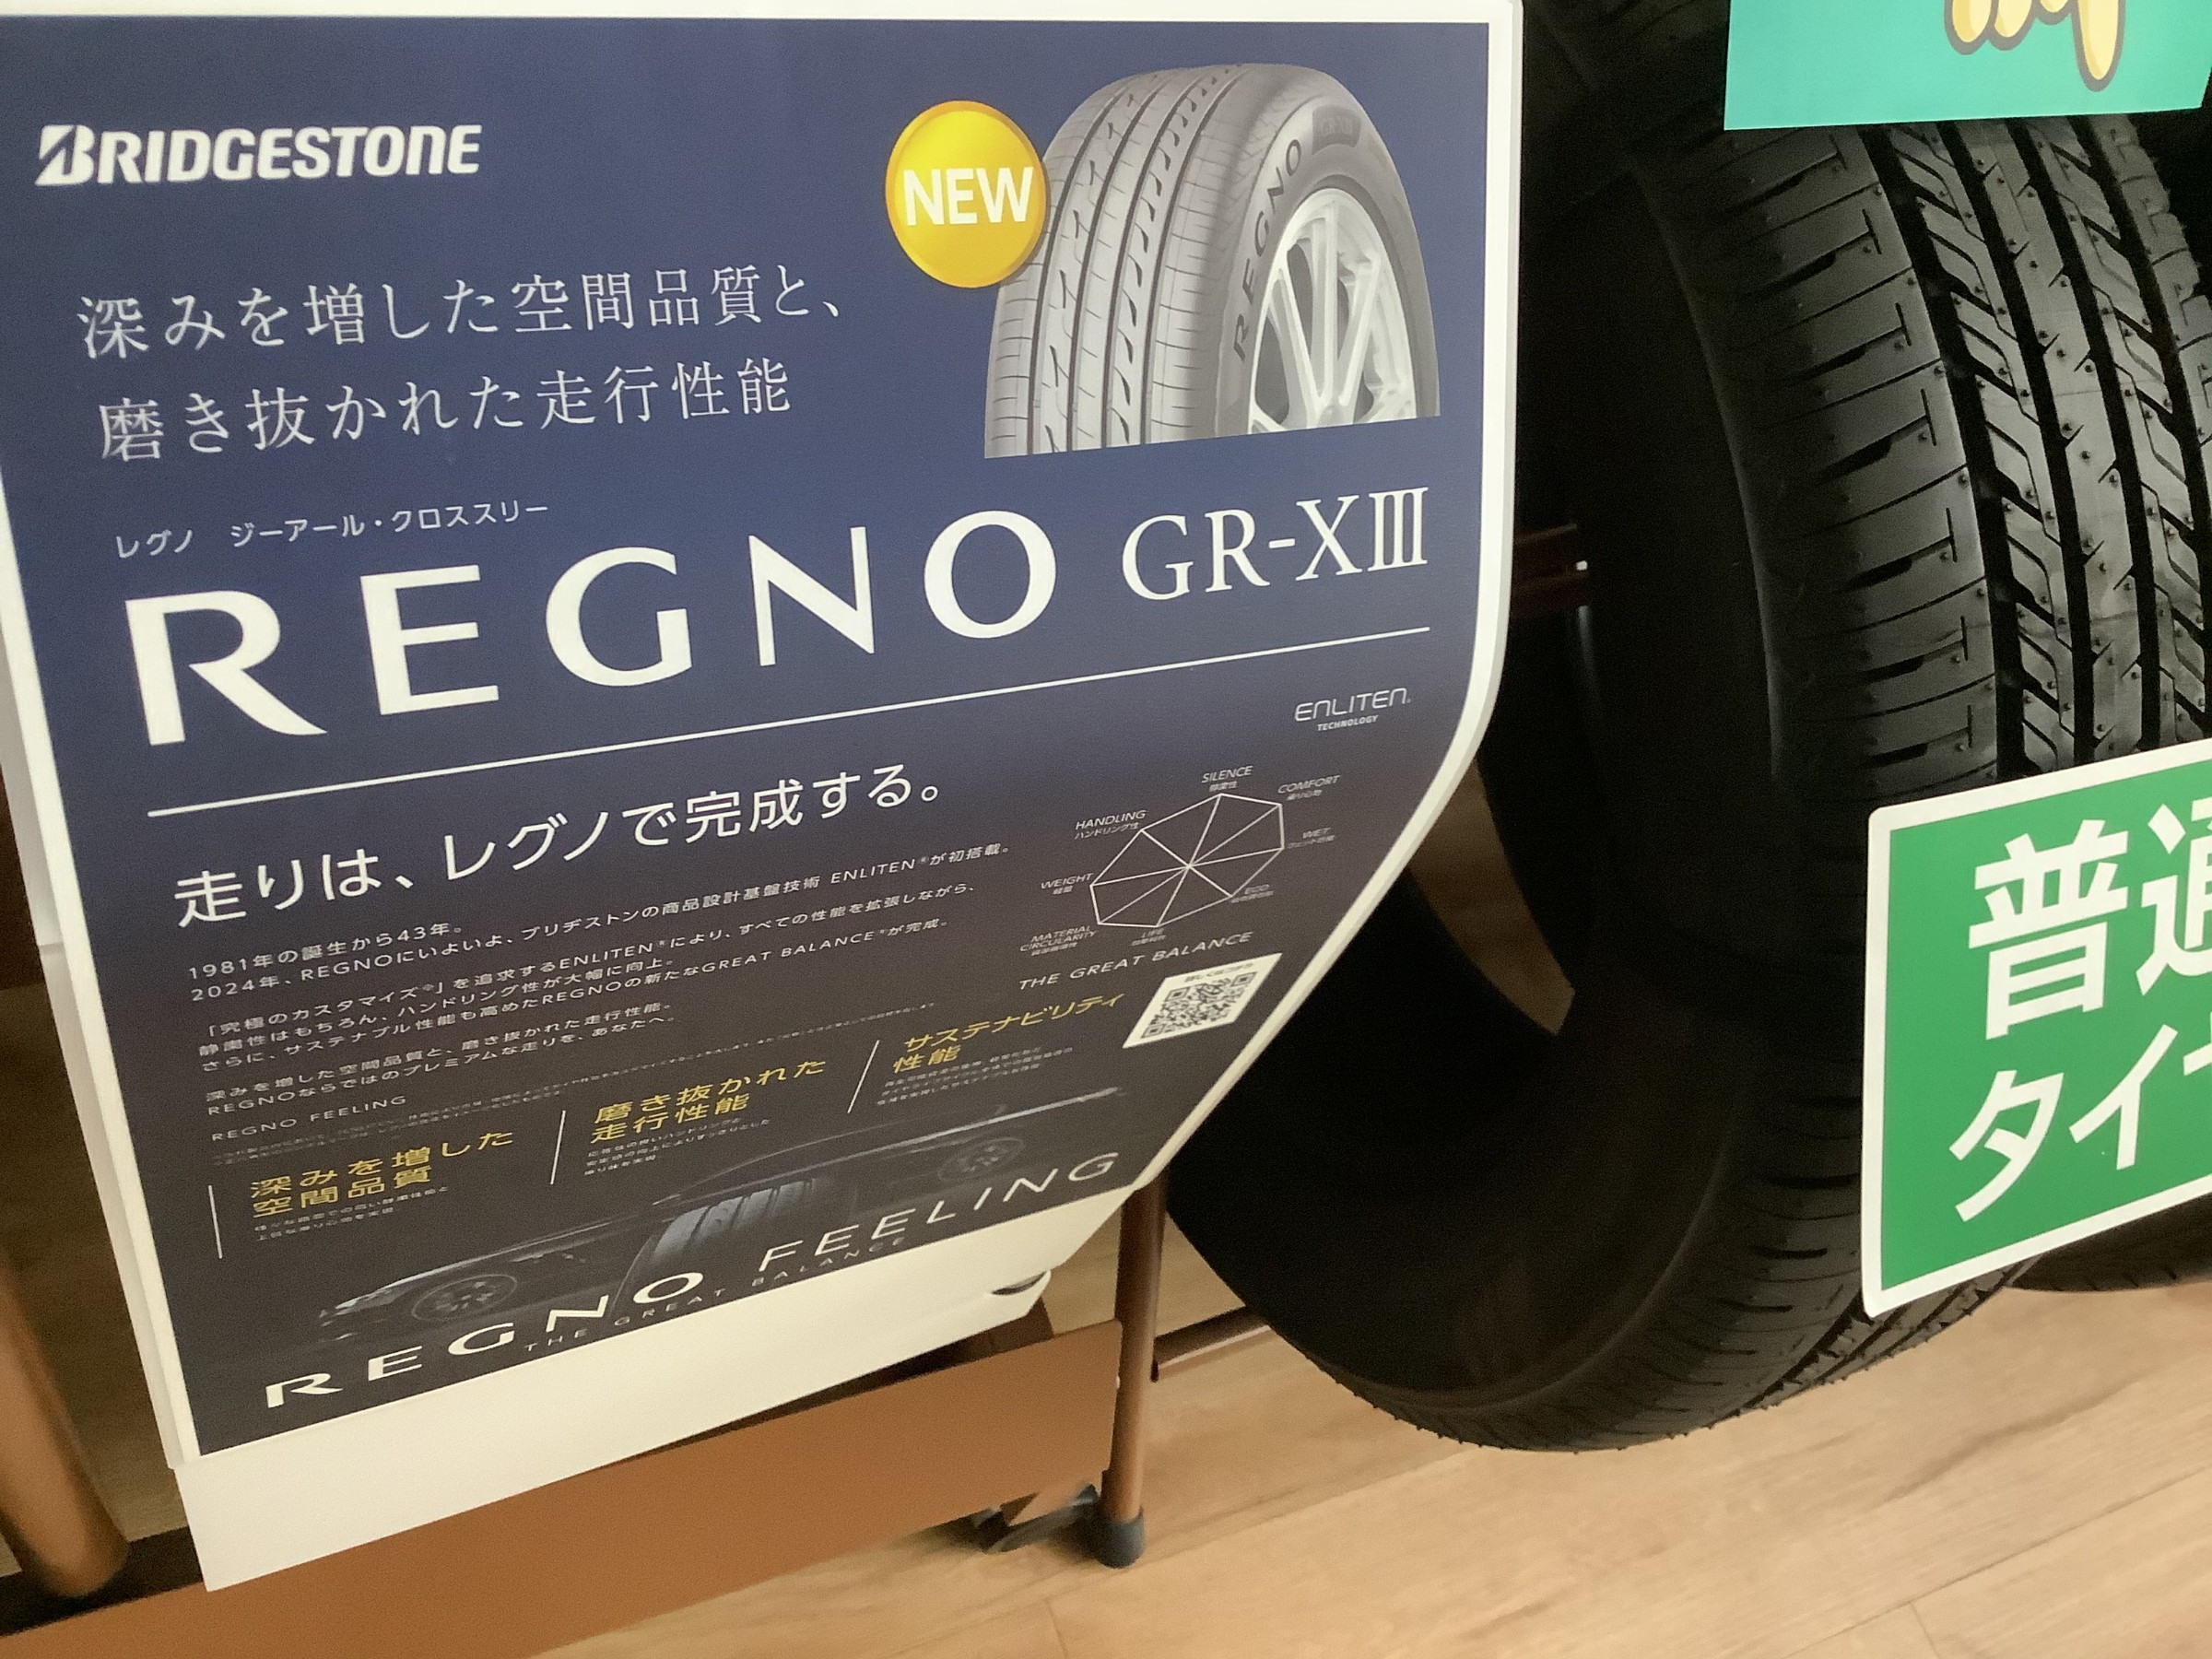 BRIDGESTONE
NEW
REGNO
深みを増した空間品質と、
磨き抜かれた走行性能
レグノ ジーアール・クロススリー
REGNO GR-XⅢ
ENLITEN
TECHNOLOGY
走りは、レグノで完成する。
1981年の誕生から43年。
2024年、REGNOにいよいよ、ブリヂストンの商品設計基盤技術 ENLITEN®が初搭載。
「究極のカスタマイズ※」を追求するENLITEN®により、すべての性能を拡張しながら、
静粛性はもちろん、ハンドリング性が大幅に向上。
さらに、サステナブル性能も高めたREGNOの新たなGREAT BALANCE®が完成。
深みを増した空間品質と、磨き抜かれた走行性能。
REGNOならではのプレミアムな走りを、あなたへ。
REGNO FEELING
SILENCE
静粛性
COMFORT
乗り心地
HANDLING
ハンドリング性
WET
WEIGHT
軽量
ECO
MATERIAL
CIRCULARITY
LIFE
THE GREAT BALANCE
深みを増した
空間品質
磨き抜かれた
走行性能
サステナビリティ
性能
REGNO FEELING
THE GREAT BALANCE
普通
タイヤ